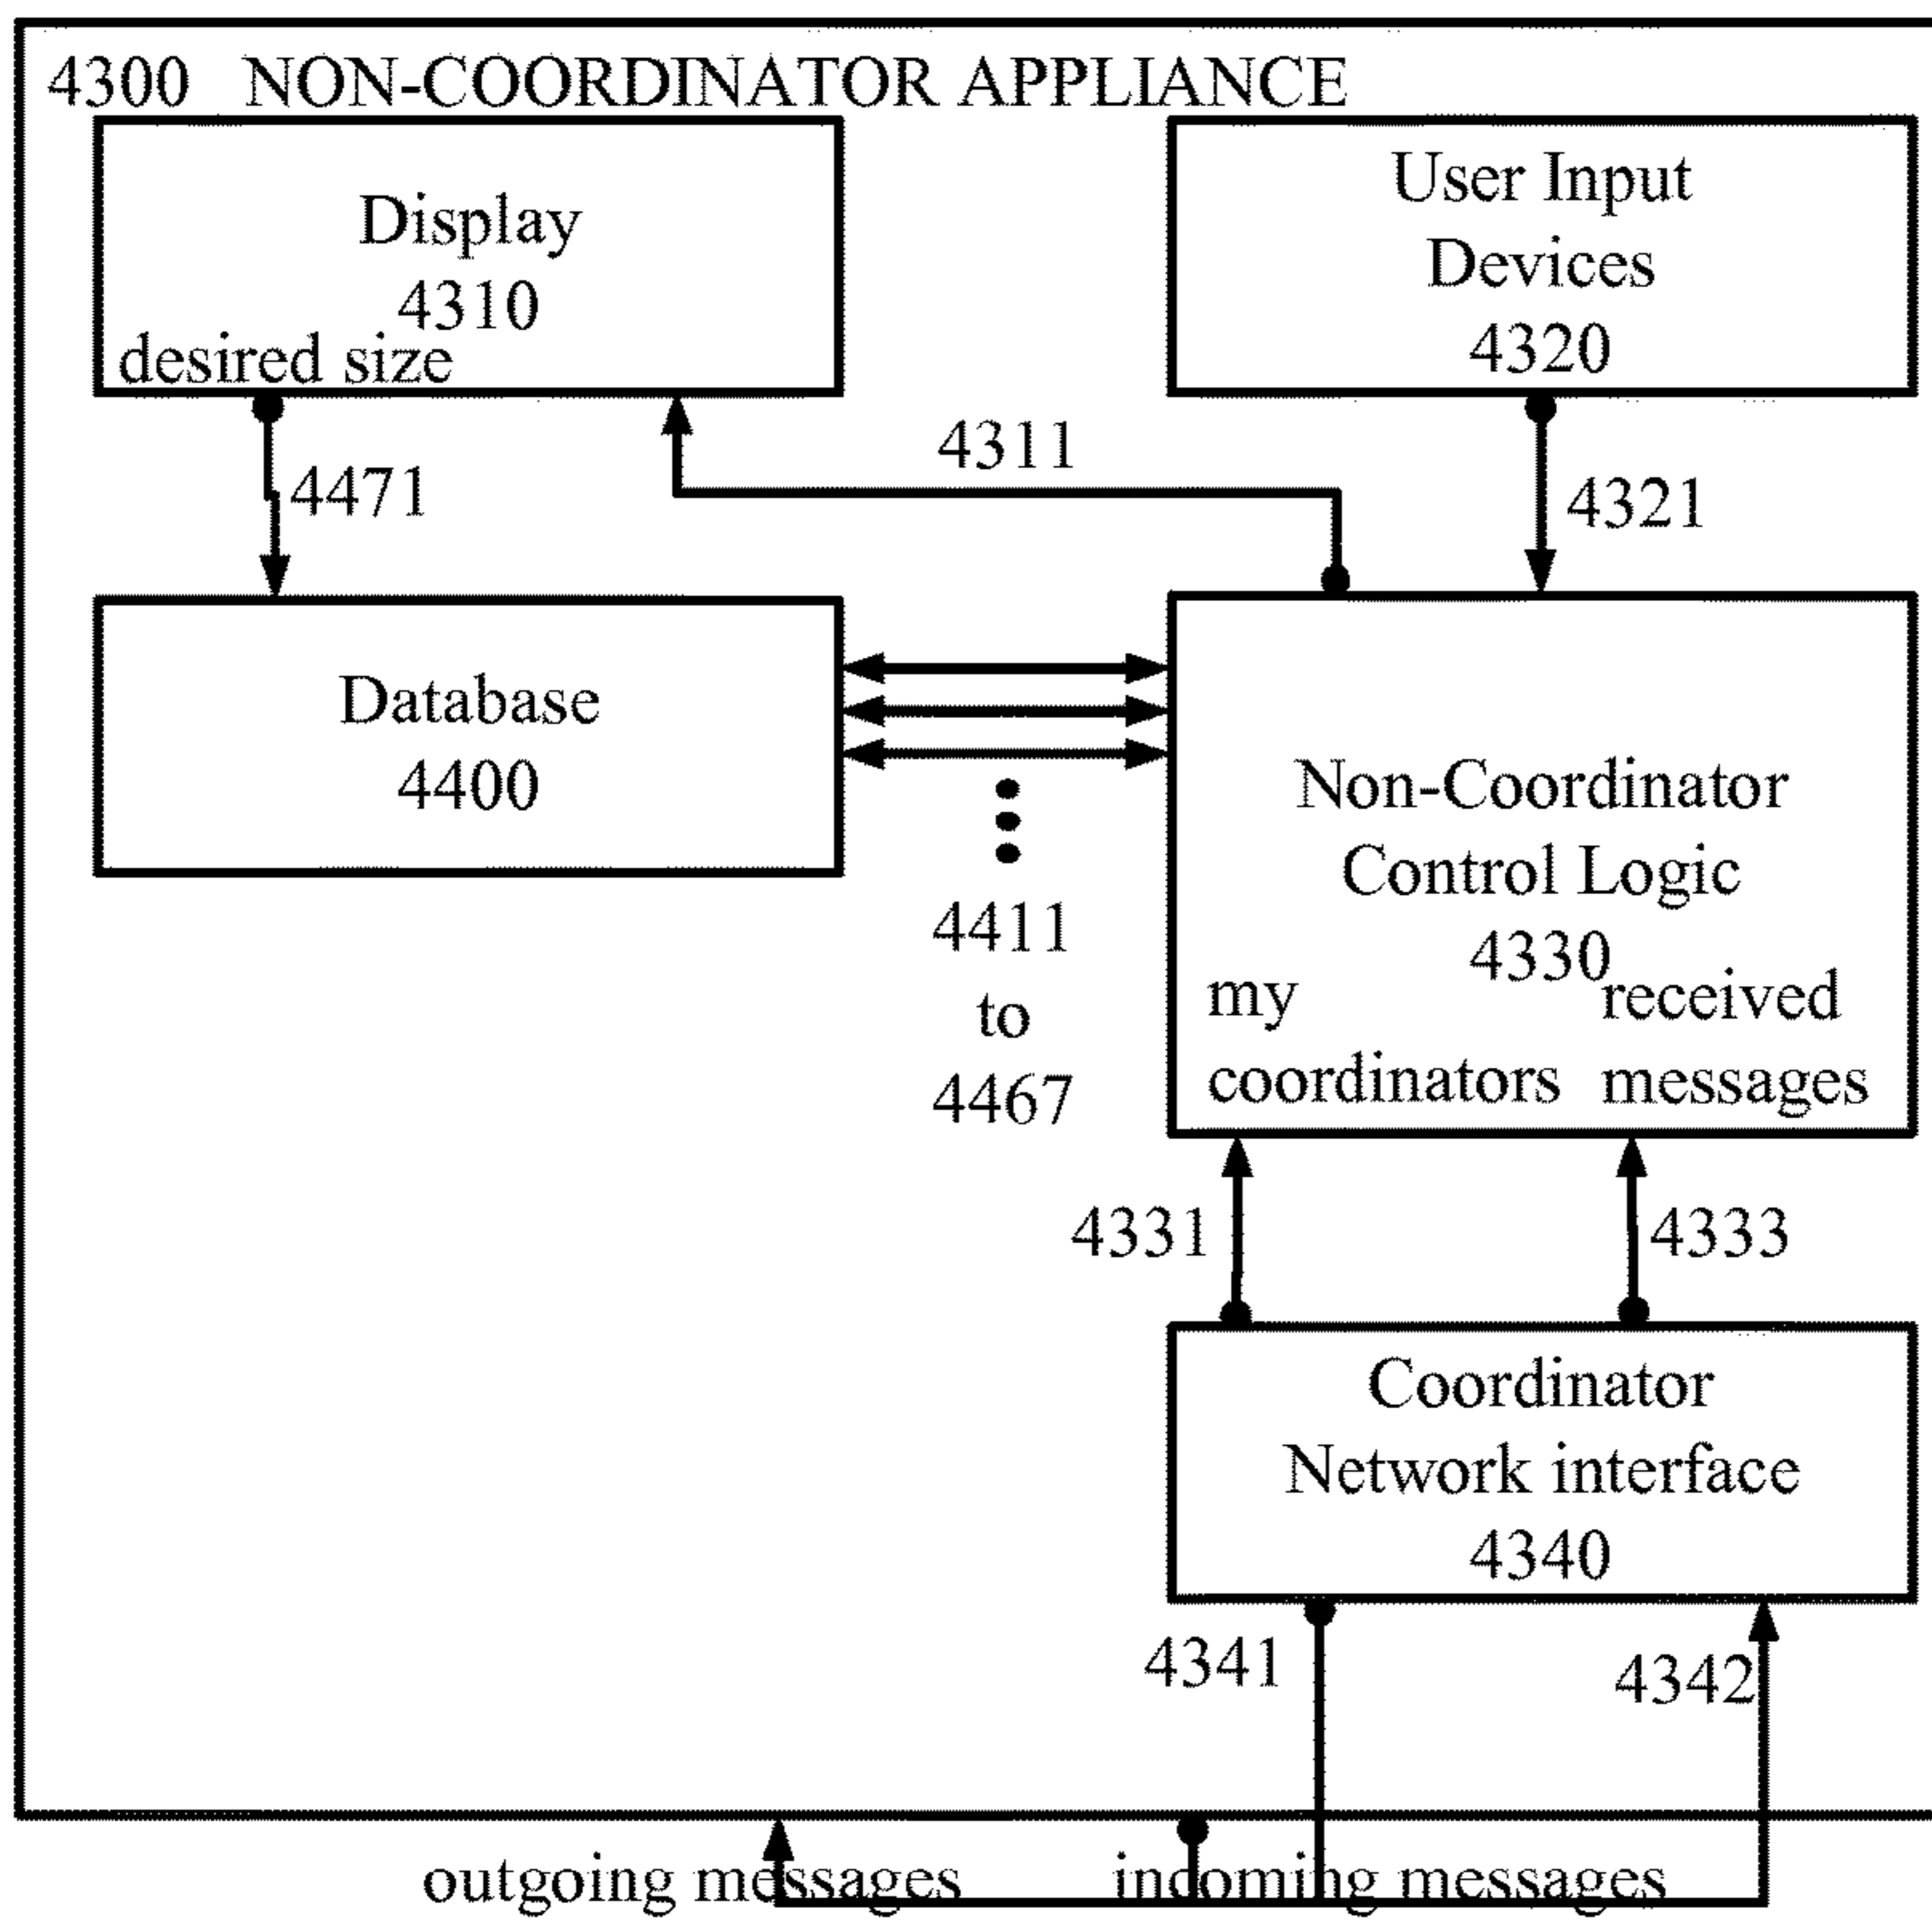 4300 NON-COORDINATOR APPLIANCE
Display
4310
desired size
User Input
Devices
4320
4311
4471
4321
Database
4400
4411
to
4467
Non-Coordinator
Control Logic
4330
my
coordinators
received
messages
4331
4333
Coordinator
Network interface
4340
4341
4342
outgoing messages
incoming messages